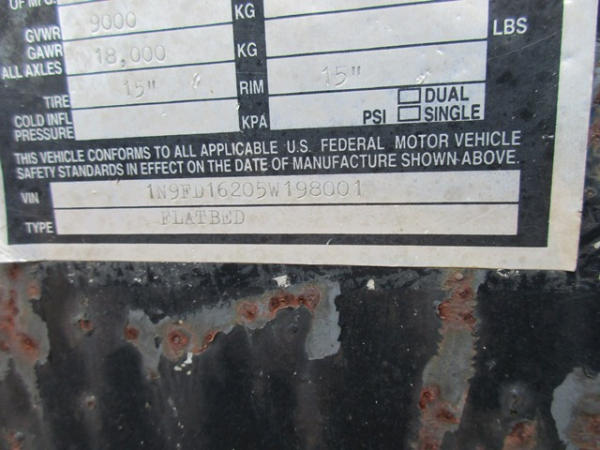 OF MFG. KG
GVWR 9000 LBS
GAWR 18,000 KG
ALL AXLES
TIRE 15" RIM 15"
COLD INFL PRESSURE KPA PSI DUAL SINGLE
THIS VEHICLE CONFORMS TO ALL APPLICABLE U.S. FEDERAL MOTOR VEHICLE
SAFETY STANDARDS IN EFFECT ON THE DATE OF MANUFACTURE SHOWN ABOVE.
VIN 1N9FD16205W198001
TYPE FLATBED